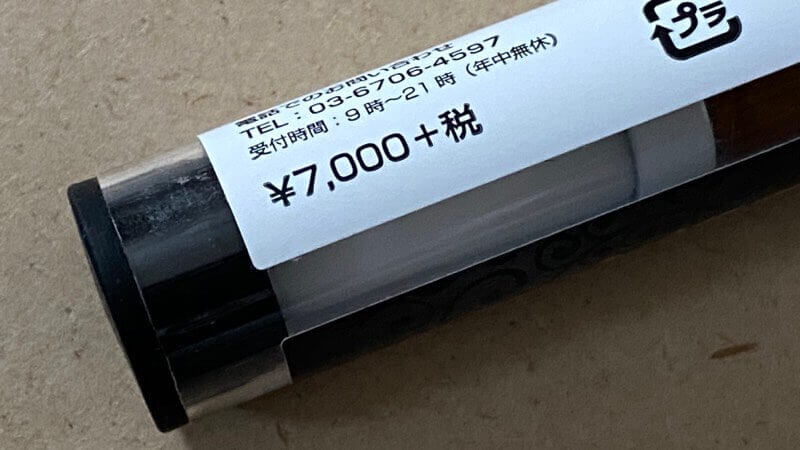 電話でのお問い合わせ
TEL：03-6706-4597
受付時間：9時～21時（年中無休）
¥7,000＋税
プラ